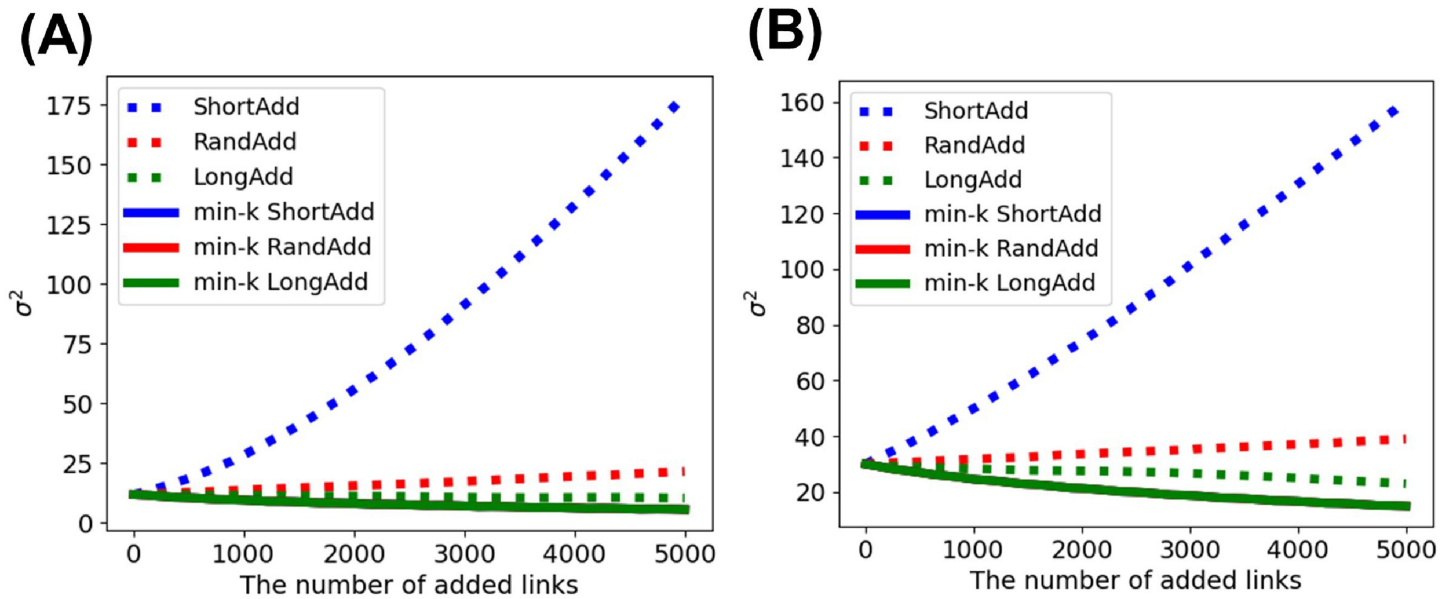 (A)
175
150
125
100
75
50
25
0
σ²
ShortAdd
RandAdd
LongAdd
min-k ShortAdd
min-k RandAdd
min-k LongAdd
0 1000 2000 3000 4000 5000
The number of added links
(B)
160
140
120
100
80
60
40
20
σ²
ShortAdd
RandAdd
LongAdd
min-k ShortAdd
min-k RandAdd
min-k LongAdd
0 1000 2000 3000 4000 5000
The number of added links